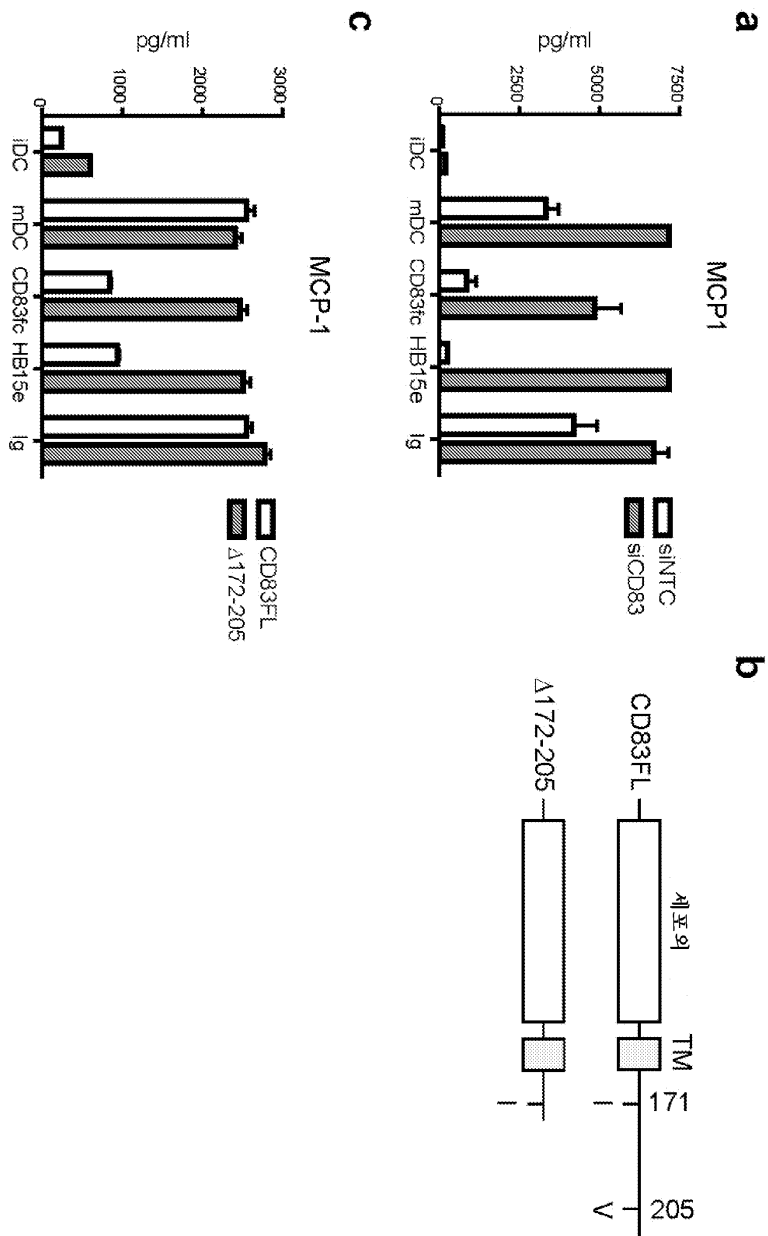 a
MCP1
pg/ml
7500
5000
2500
0
iDC
mDC
CD83fc
HB15e
Ig
siNTC
siCD83
b
세포외
TM
171
205
CD83FL
I
V
Δ172-205
I
c
MCP-1
pg/ml
3000
2000
1000
0
iDC
mDC
CD83fc
HB15e
Ig
CD83FL
Δ172-205